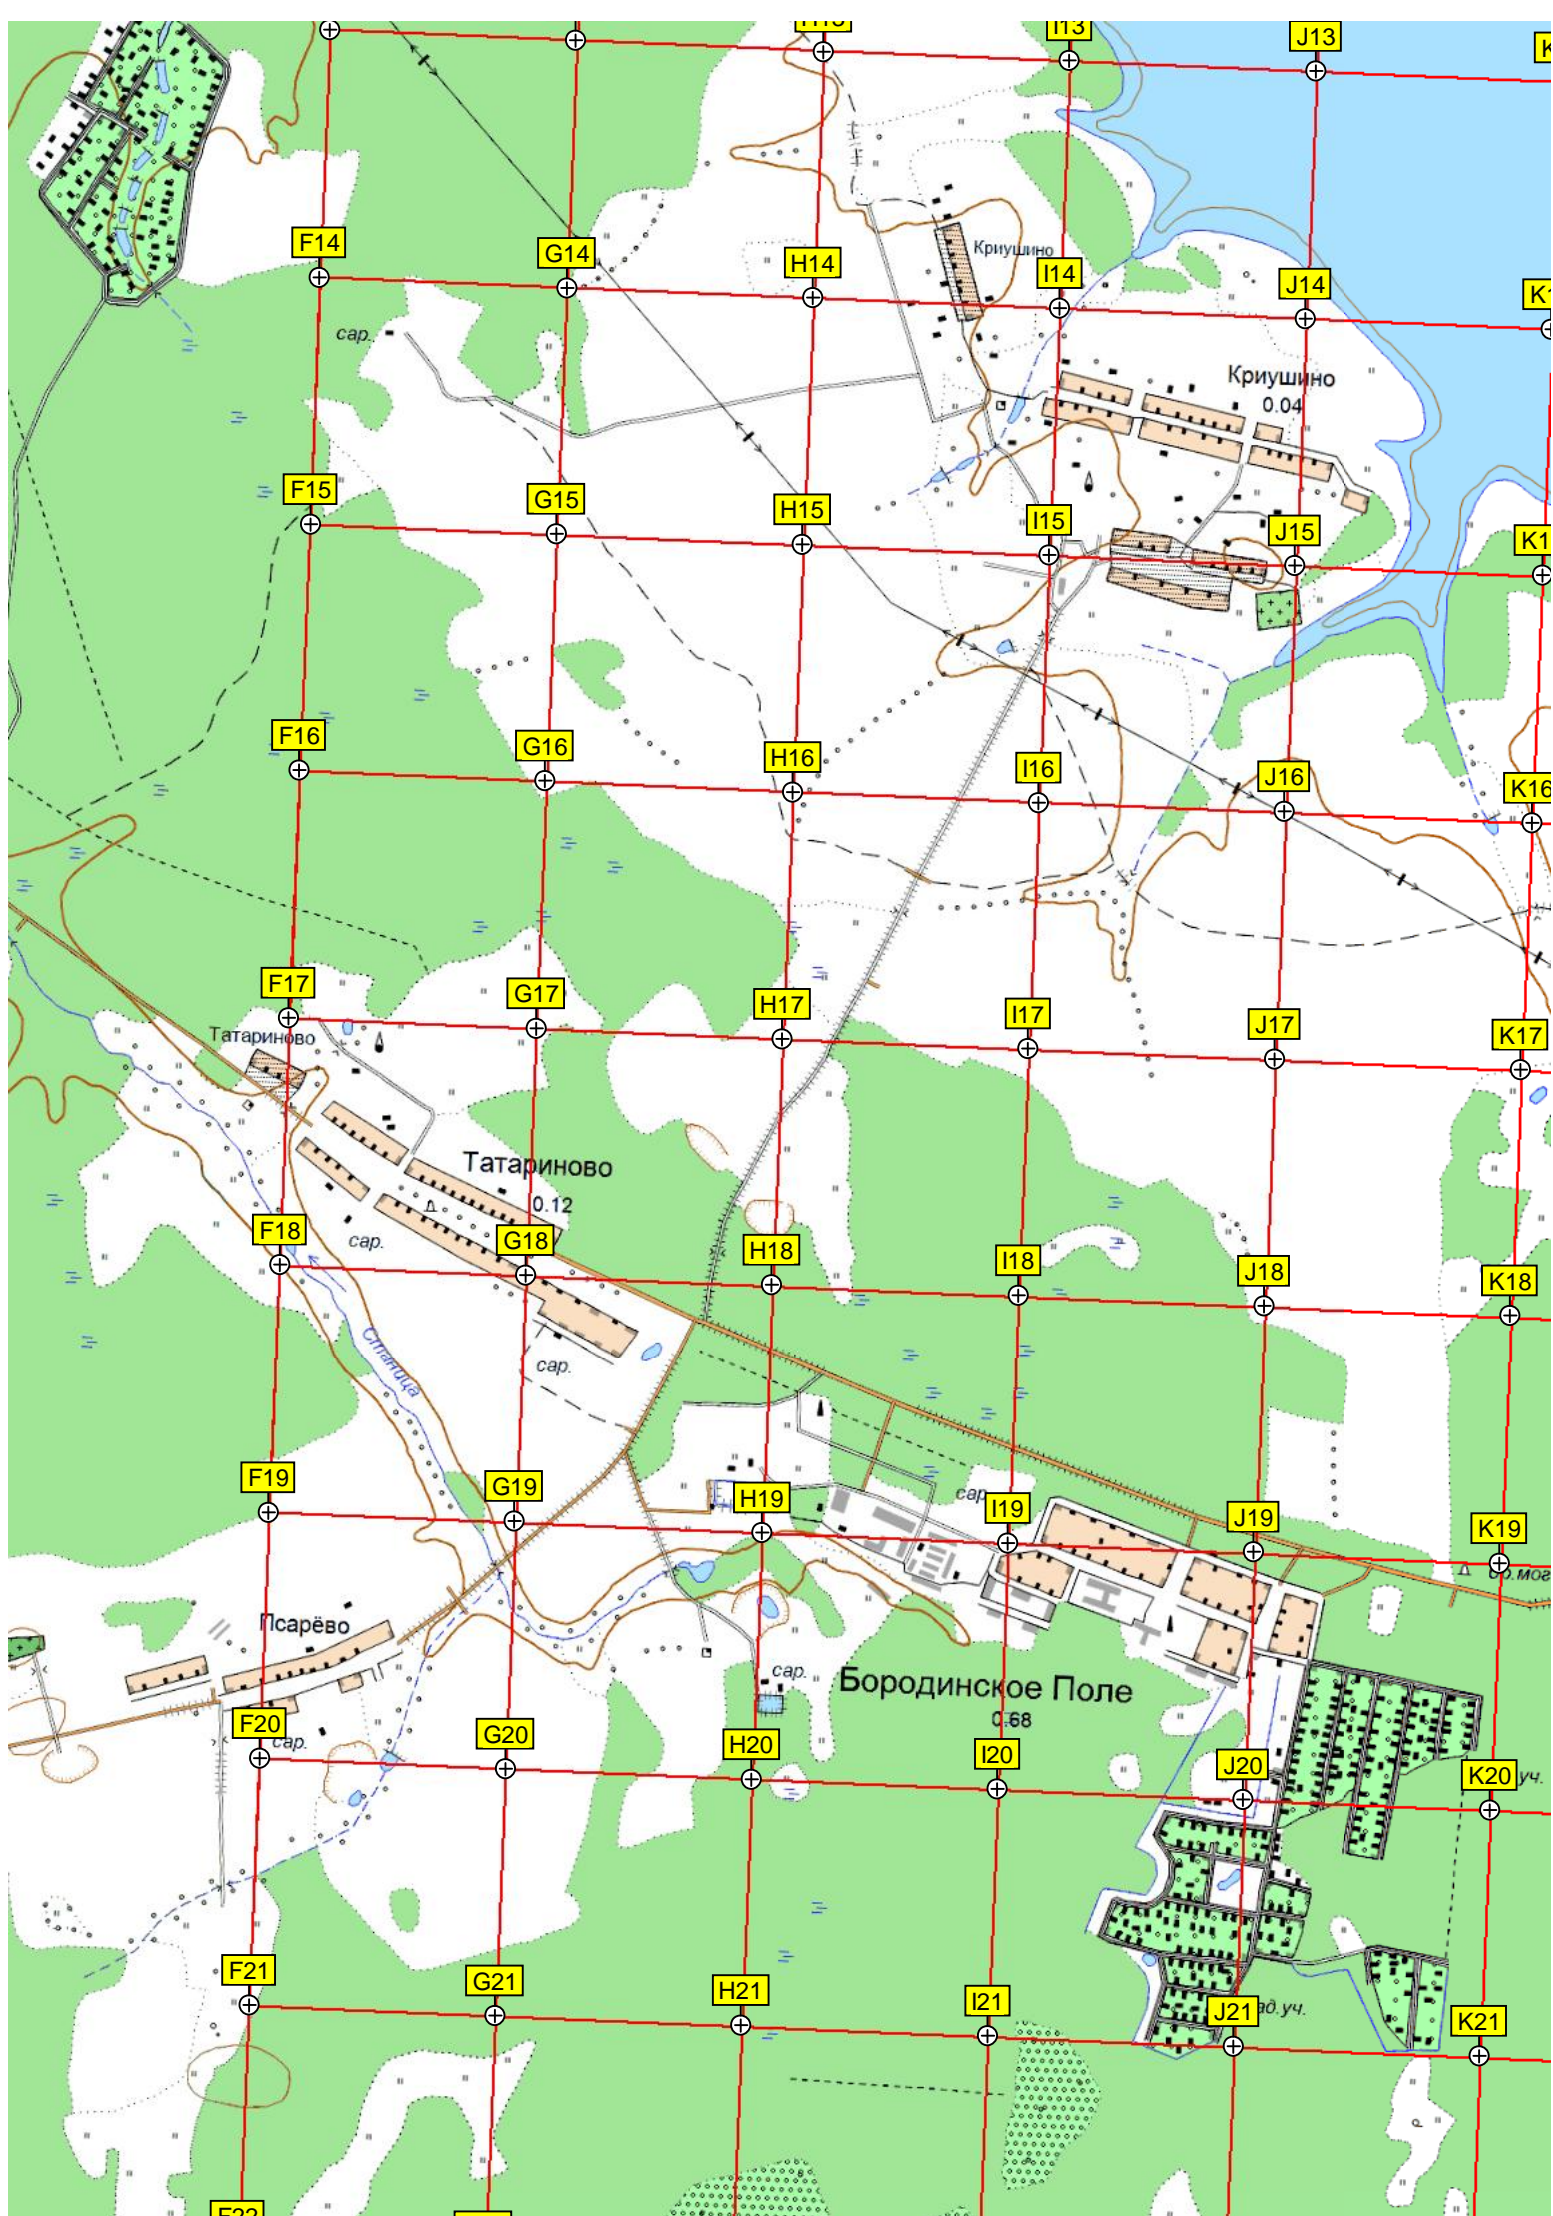 I13
J13
F14
G14
H14
Криушино
I14
J14
сар.
Криушино
0.04
F15
G15
H15
I15
J15
F16
G16
H16
I16
J16
K16
F17
G17
H17
I17
J17
K17
Татариново
Татариново
0.12
F18
сар.
G18
H18
I18
J18
K18
Станица
сар.
F19
G19
H19
сар.
I19
J19
K19
Псарёво
сар.
Бородинское Поле
0.68
F20
сар.
G20
H20
I20
J20
K20
уч.
F21
G21
H21
I21
J21
K21